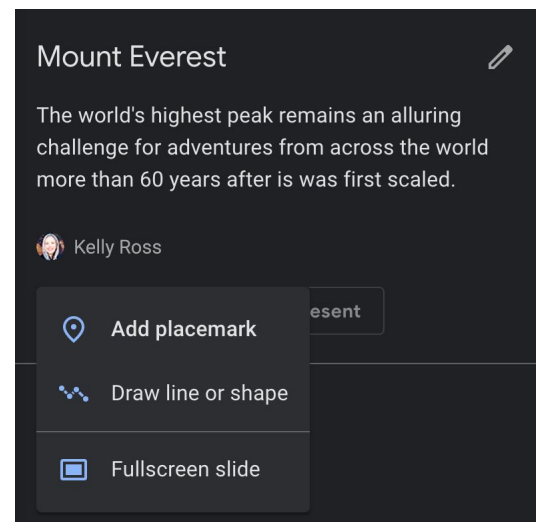 Mount Everest
The world's highest peak remains an alluring
challenge for adventures from across the world
more than 60 years after is was first scaled.
Kelly Ross
esent
Add placemark
Draw line or shape
Fullscreen slide